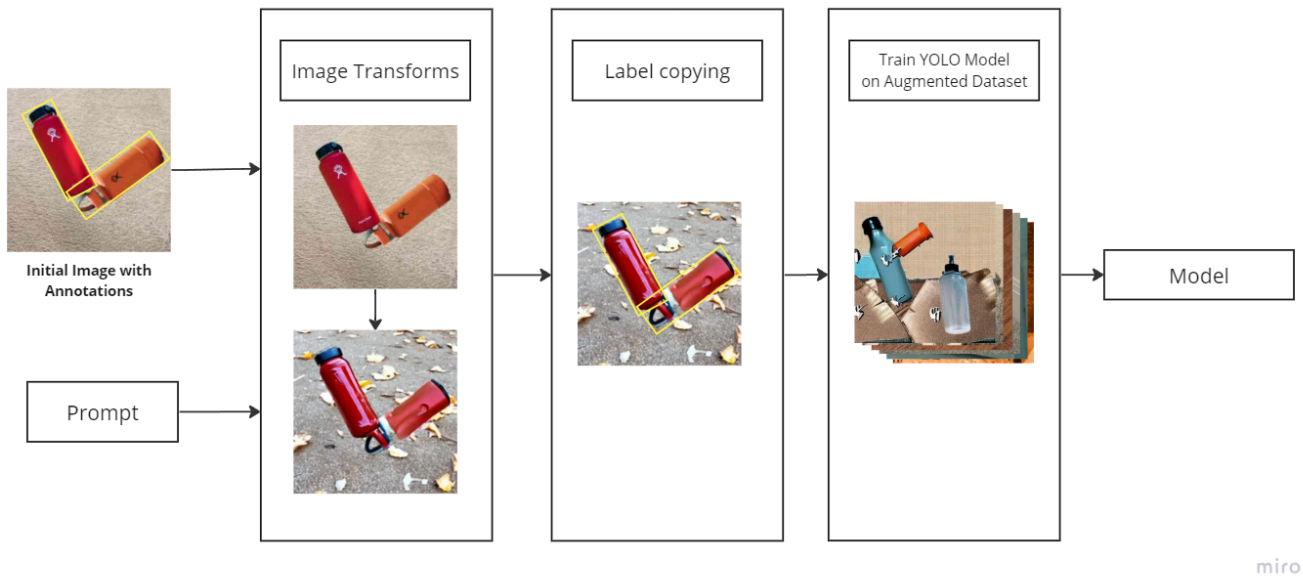 Image Transforms
Label copying
Train YOLO Model
on Augmented Dataset
Initial Image with
Annotations
Model
Prompt
miro